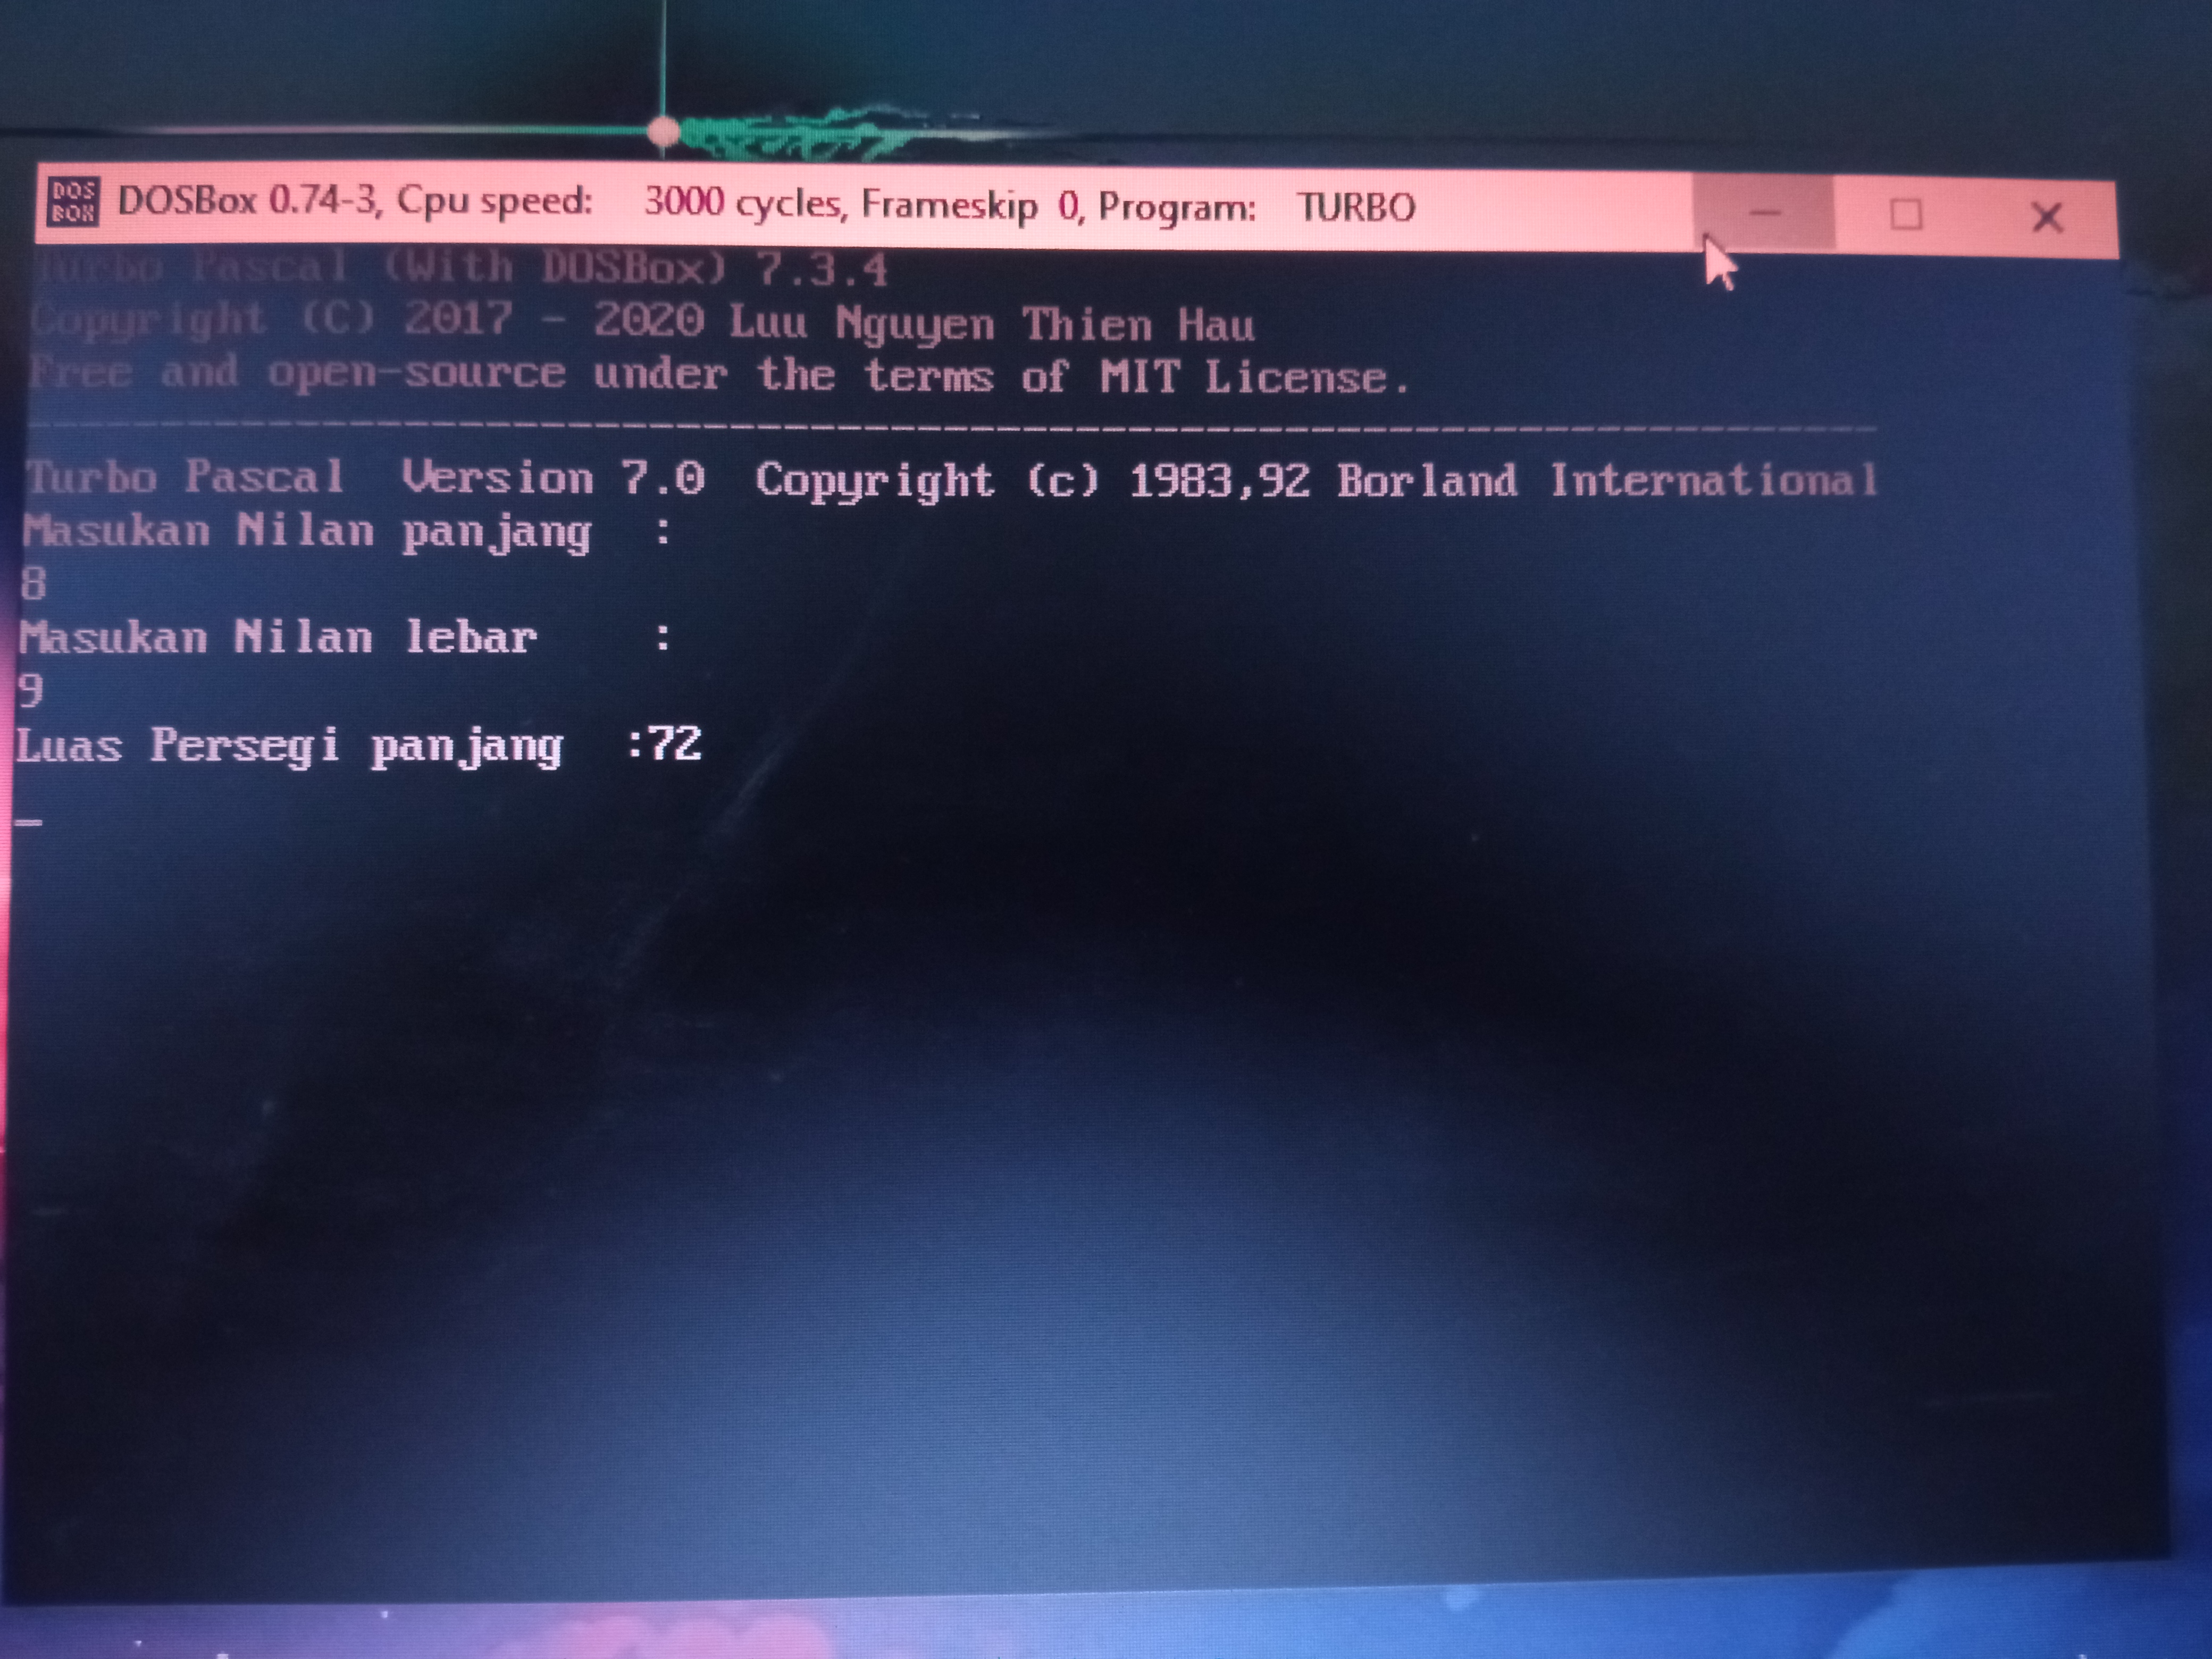 DOS
BOX
DOSBox 0.74-3, Cpu speed: 3000 cycles, Frameskip 0, Program: TURBO
Turbo Pascal (With DOSBox) 7.3.4
Copyright (C) 2017 - 2020 Luu Nguyen Thien Hau
Free and open-source under the terms of MIT License.
----------------------------------------------------------------------
Turbo Pascal  Version 7.0  Copyright (c) 1983,92 Borland International
Masukan Nilan panjang  :
8
Masukan Nilan lebar    :
9
Luas Persegi panjang  :72
_